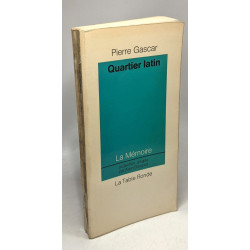 Pierre Gascar
Quartier latin
La Mémoire
La Table Ronde